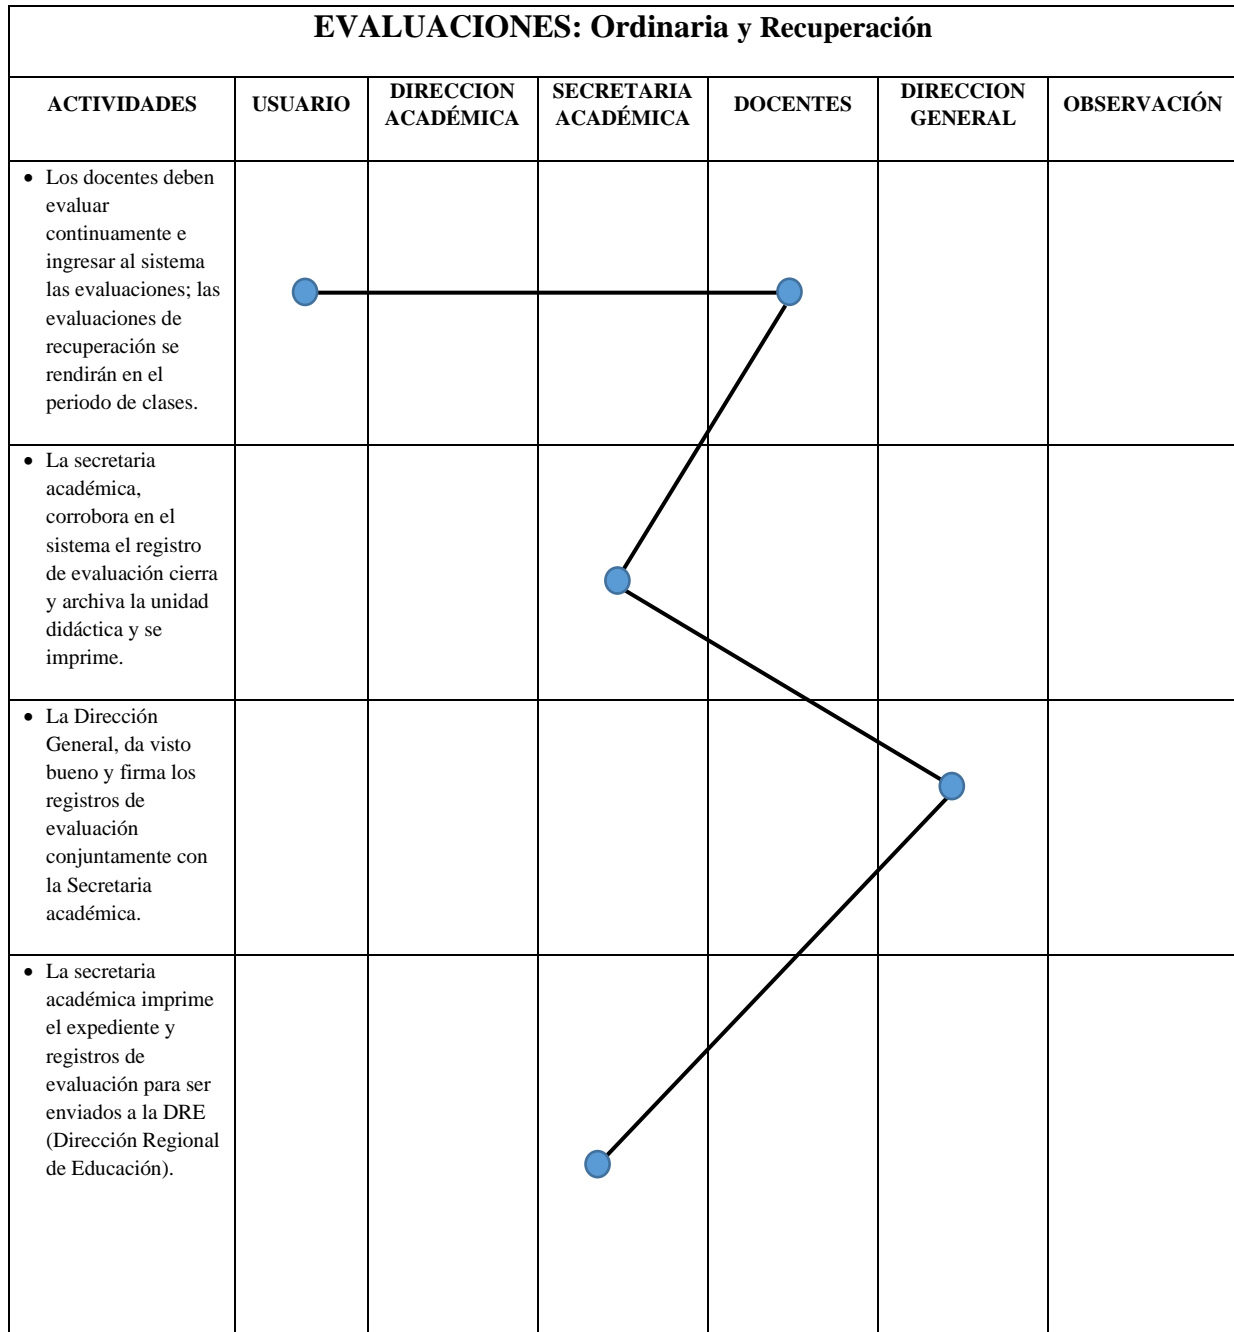 EVALUACIONES: Ordinaria y Recuperación
ACTIVIDADES
USUARIO
DIRECCION
ACADÉMICA
SECRETARIA
ACADÉMICA
DOCENTES
DIRECCION
GENERAL
OBSERVACIÓN
• Los docentes deben
evaluar
continuamente e
ingresar al sistema
las evaluaciones; las
evaluaciones de
recuperación se
rendirán en el
periodo de clases.
• La secretaria
académica,
corrobora en el
sistema el registro
de evaluación cierra
y archiva la unidad
didáctica y se
imprime.
• La Dirección
General, da visto
bueno y firma los
registros de
evaluación
conjuntamente con
la Secretaria
académica.
• La secretaria
académica imprime
el expediente y
registros de
evaluación para ser
enviados a la DRE
(Dirección Regional
de Educación).